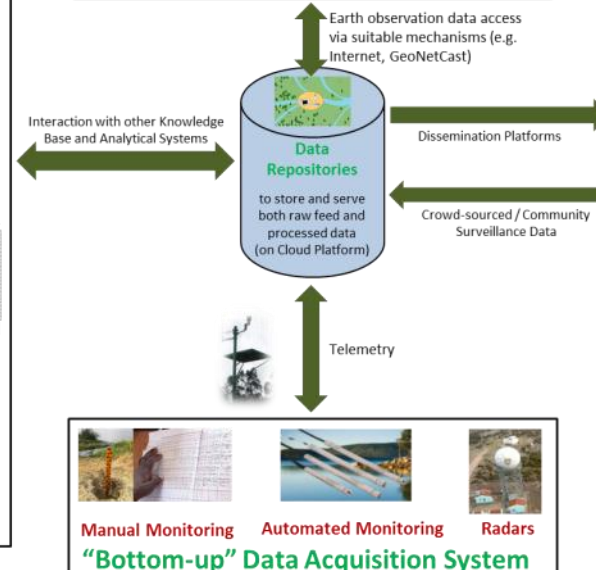 Earth observation data access
via suitable mechanisms (e.g.
Internet, GeoNetCast)
Interaction with other Knowledge
Base and Analytical Systems
Data
Repositories
to store and serve
both raw feed and
processed data
(on Cloud Platform)
Dissemination Platforms
Crowd-sourced / Community
Surveillance Data
Telemetry
Manual Monitoring
Automated Monitoring
Radars
“Bottom-up” Data Acquisition System